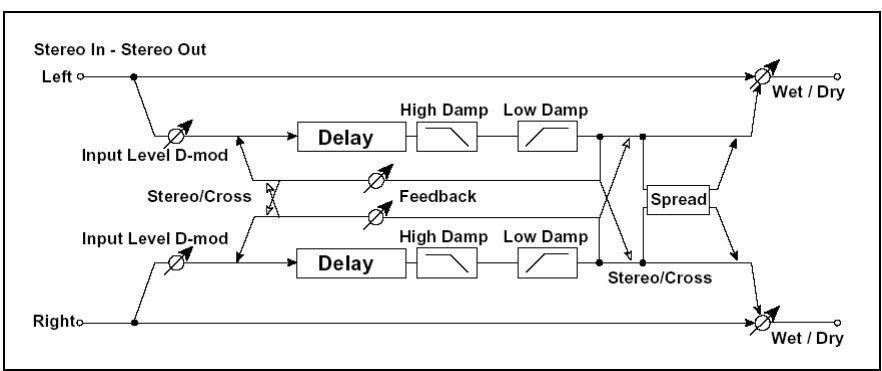 Stereo In - Stereo Out
Left
Wet / Dry
High Damp Low Damp
Delay
Input Level D-mod
Stereo/Cross
Feedback
Spread
Input Level D-mod
High Damp Low Damp
Delay
Stereo/Cross
Right
Wet / Dry